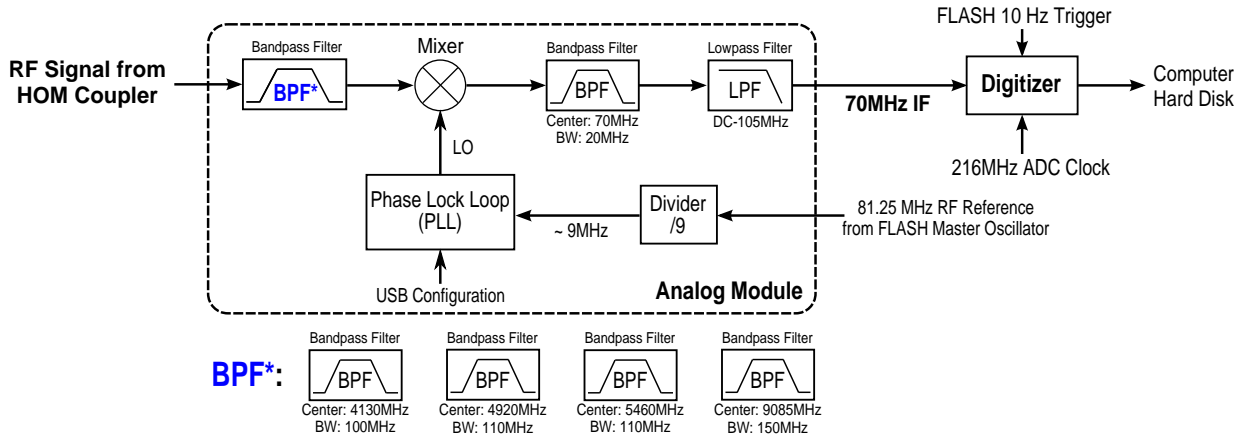 FLASH 10 Hz Trigger
Bandpass Filter
Mixer
Bandpass Filter
Lowpass Filter
RF Signal from
HOM Coupler
BPF*
BPF
LPF
Digitizer
Computer
Hard Disk
Center: 70MHz
BW: 20MHz
DC-105MHz
70MHz IF
LO
216MHz ADC Clock
Phase Lock Loop
(PLL)
~ 9MHz
Divider
/9
81.25 MHz RF Reference
from FLASH Master Oscillator
USB Configuration
Analog Module
BPF*:
Bandpass Filter
BPF
Center: 4130MHz
BW: 100MHz
Bandpass Filter
BPF
Center: 4920MHz
BW: 110MHz
Bandpass Filter
BPF
Center: 5460MHz
BW: 110MHz
Bandpass Filter
BPF
Center: 9085MHz
BW: 150MHz